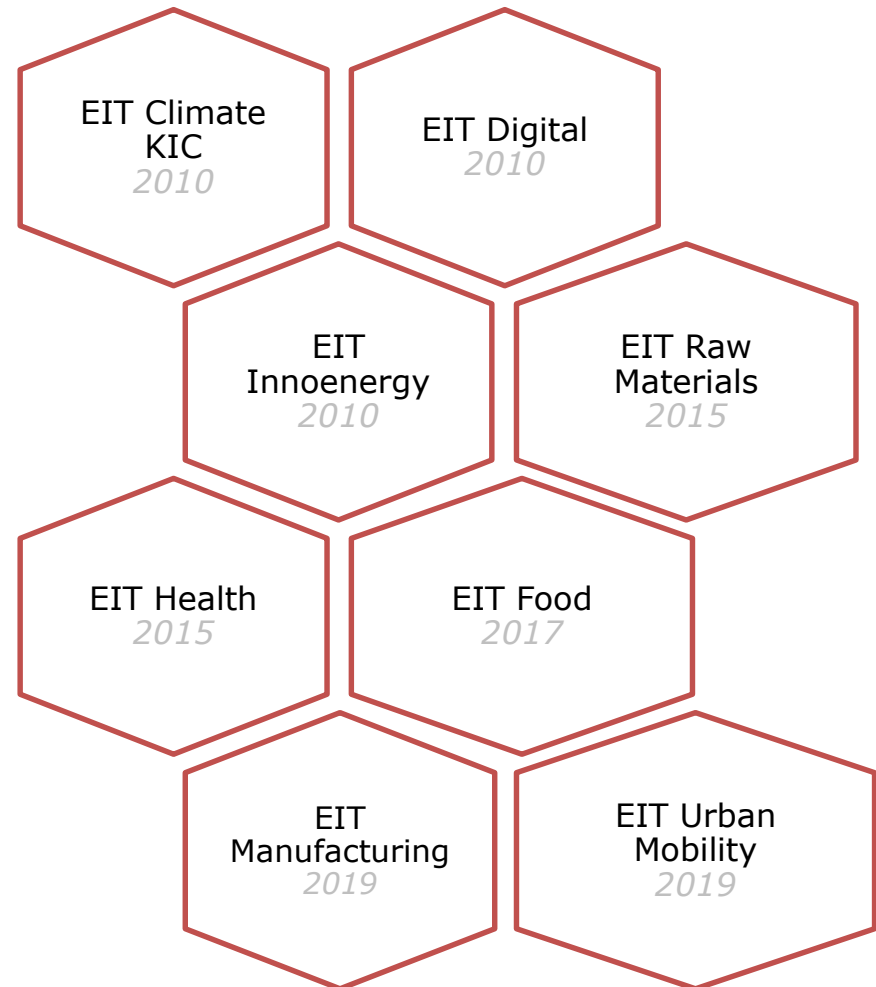 EIT Climate
KIC
2010
EIT Digital
2010
EIT
Innoenergy
2010
EIT Raw
Materials
2015
EIT Health
2015
EIT Food
2017
EIT
Manufacturing
2019
EIT Urban
Mobility
2019